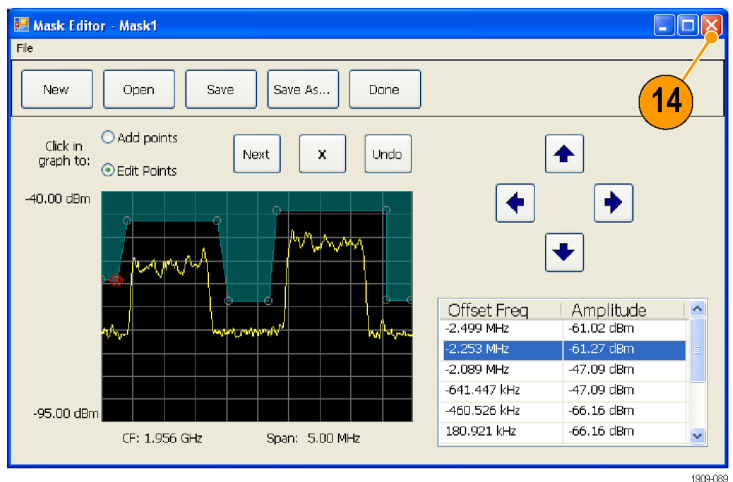 Mask Editor - Mask1
File
New Open Save Save As... Done
14
Click in graph to:
Add points
Edit Points
Next X Undo
-40.00 dBm
-95.00 dBm
CF: 1.956 GHz Span: 5.00 MHz
Offset Freq Amplitude
-2.499 MHz -61.02 dBm
-2.253 MHz -61.27 dBm
-2.089 MHz -47.09 dBm
-641.447 kHz -47.09 dBm
-460.526 kHz -66.16 dBm
180.921 kHz -66.16 dBm
1909-089